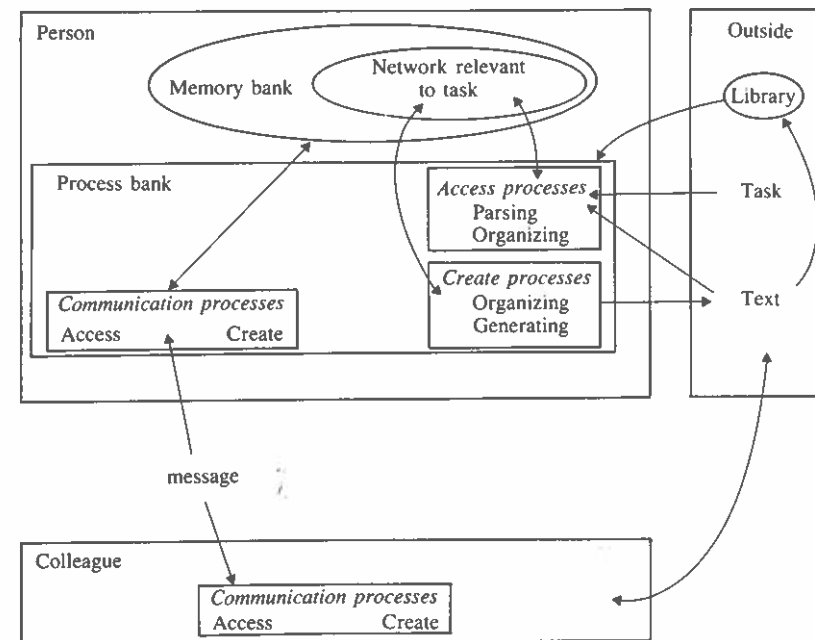 Person
Memory bank
Network relevant
to task
Process bank
Access processes
Parsing
Organizing
Create processes
Organizing
Generating
Communication processes
Access Create
Outside
Library
Task
Text
message
Colleague
Communication processes
Access Create